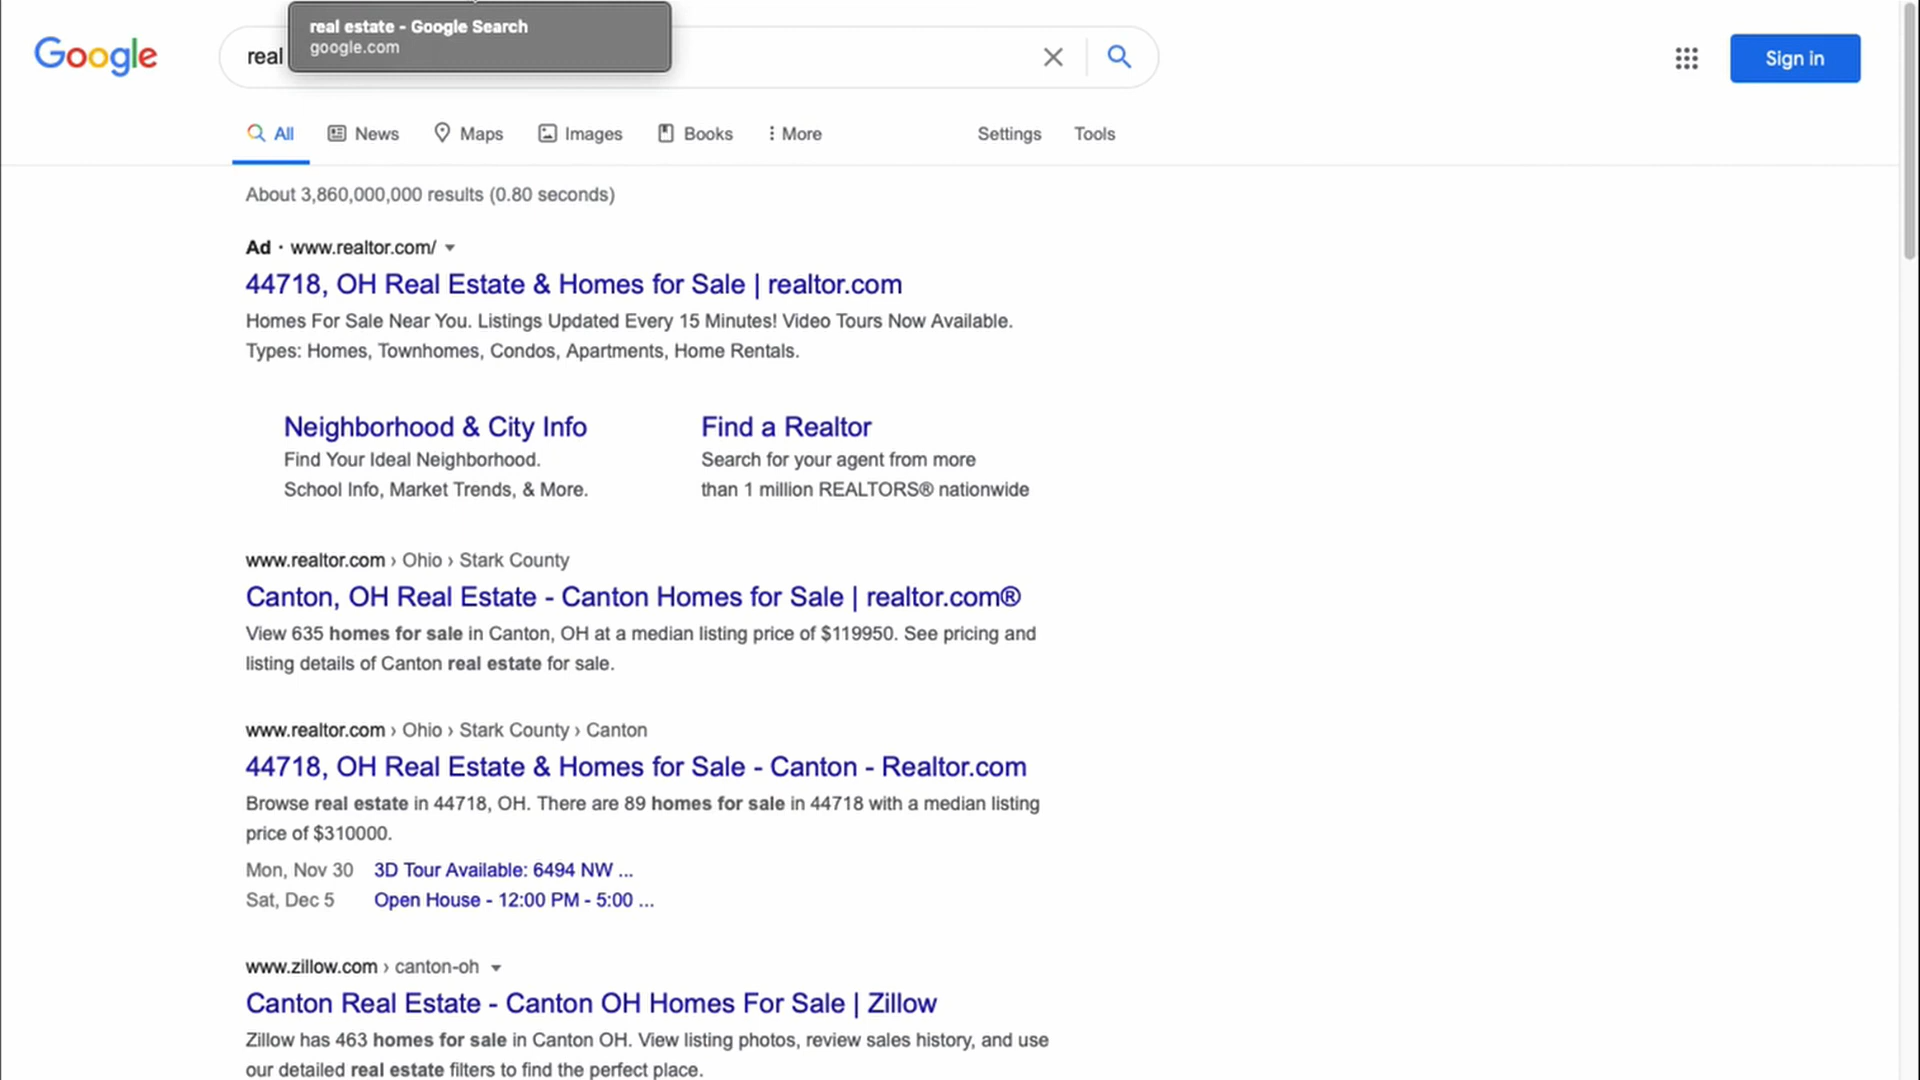 real estate - Google Search
google.com
Google
real
Sign in
All
News
Maps
Images
Books
More
Settings
Tools
About 3,860,000,000 results (0.80 seconds)
Ad · www.realtor.com/
44718, OH Real Estate & Homes for Sale | realtor.com
Homes For Sale Near You. Listings Updated Every 15 Minutes! Video Tours Now Available.
Types: Homes, Townhomes, Condos, Apartments, Home Rentals.
Neighborhood & City Info
Find Your Ideal Neighborhood.
School Info, Market Trends, & More.
Find a Realtor
Search for your agent from more
than 1 million REALTORS® nationwide
www.realtor.com › Ohio › Stark County
Canton, OH Real Estate - Canton Homes for Sale | realtor.com®
View 635 homes for sale in Canton, OH at a median listing price of $119950. See pricing and
listing details of Canton real estate for sale.
www.realtor.com › Ohio › Stark County › Canton
44718, OH Real Estate & Homes for Sale - Canton - Realtor.com
Browse real estate in 44718, OH. There are 89 homes for sale in 44718 with a median listing
price of $310000.
Mon, Nov 30 3D Tour Available: 6494 NW ...
Sat, Dec 5 Open House - 12:00 PM - 5:00 ...
www.zillow.com › canton-oh
Canton Real Estate - Canton OH Homes For Sale | Zillow
Zillow has 463 homes for sale in Canton OH. View listing photos, review sales history, and use
our detailed real estate filters to find the perfect place.